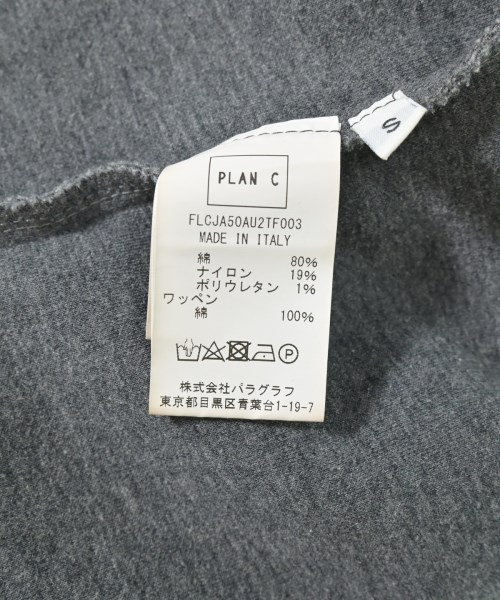 S
PLAN C
FLCJA50AU2TF003
MADE IN ITALY
綿 80%
ナイロン 19%
ポリウレタン 1%
ワッペン
綿 100%
P
株式会社パラグラフ
東京都目黒区青葉台1-19-7